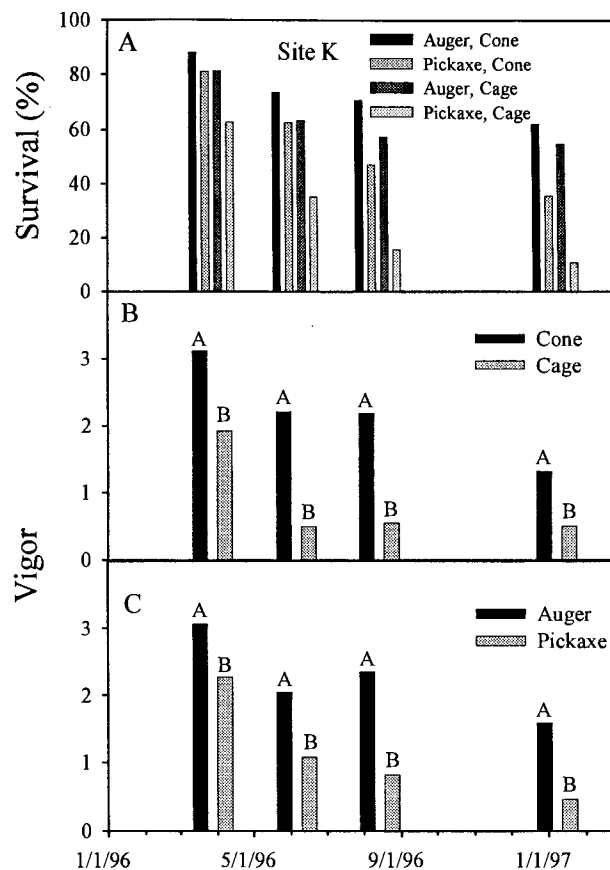 A
Site K
Auger, Cone
Pickaxe, Cone
Auger, Cage
Pickaxe, Cage
Survival (%)
100
80
60
40
20
0
B
Cone
Cage
A
B
A
B
A
B
A
B
3
2
1
0
Vigor
C
Auger
Pickaxe
A
B
A
B
A
B
A
B
3
2
1
0
1/1/96
5/1/96
9/1/96
1/1/97